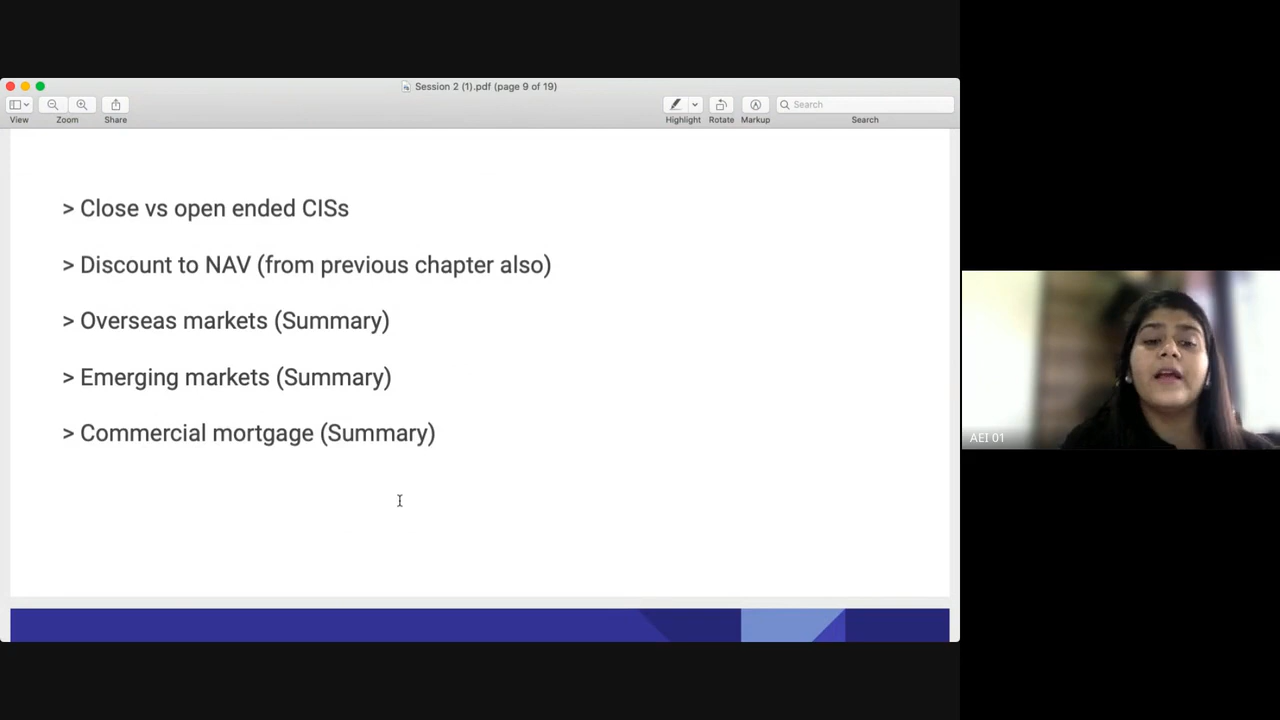 Session 2 (1).pdf (page 9 of 19)
View Zoom Share Highlight Rotate Markup Search
Search
> Close vs open ended CISs
> Discount to NAV (from previous chapter also)
> Overseas markets (Summary)
> Emerging markets (Summary)
> Commercial mortgage (Summary)
AEI 01